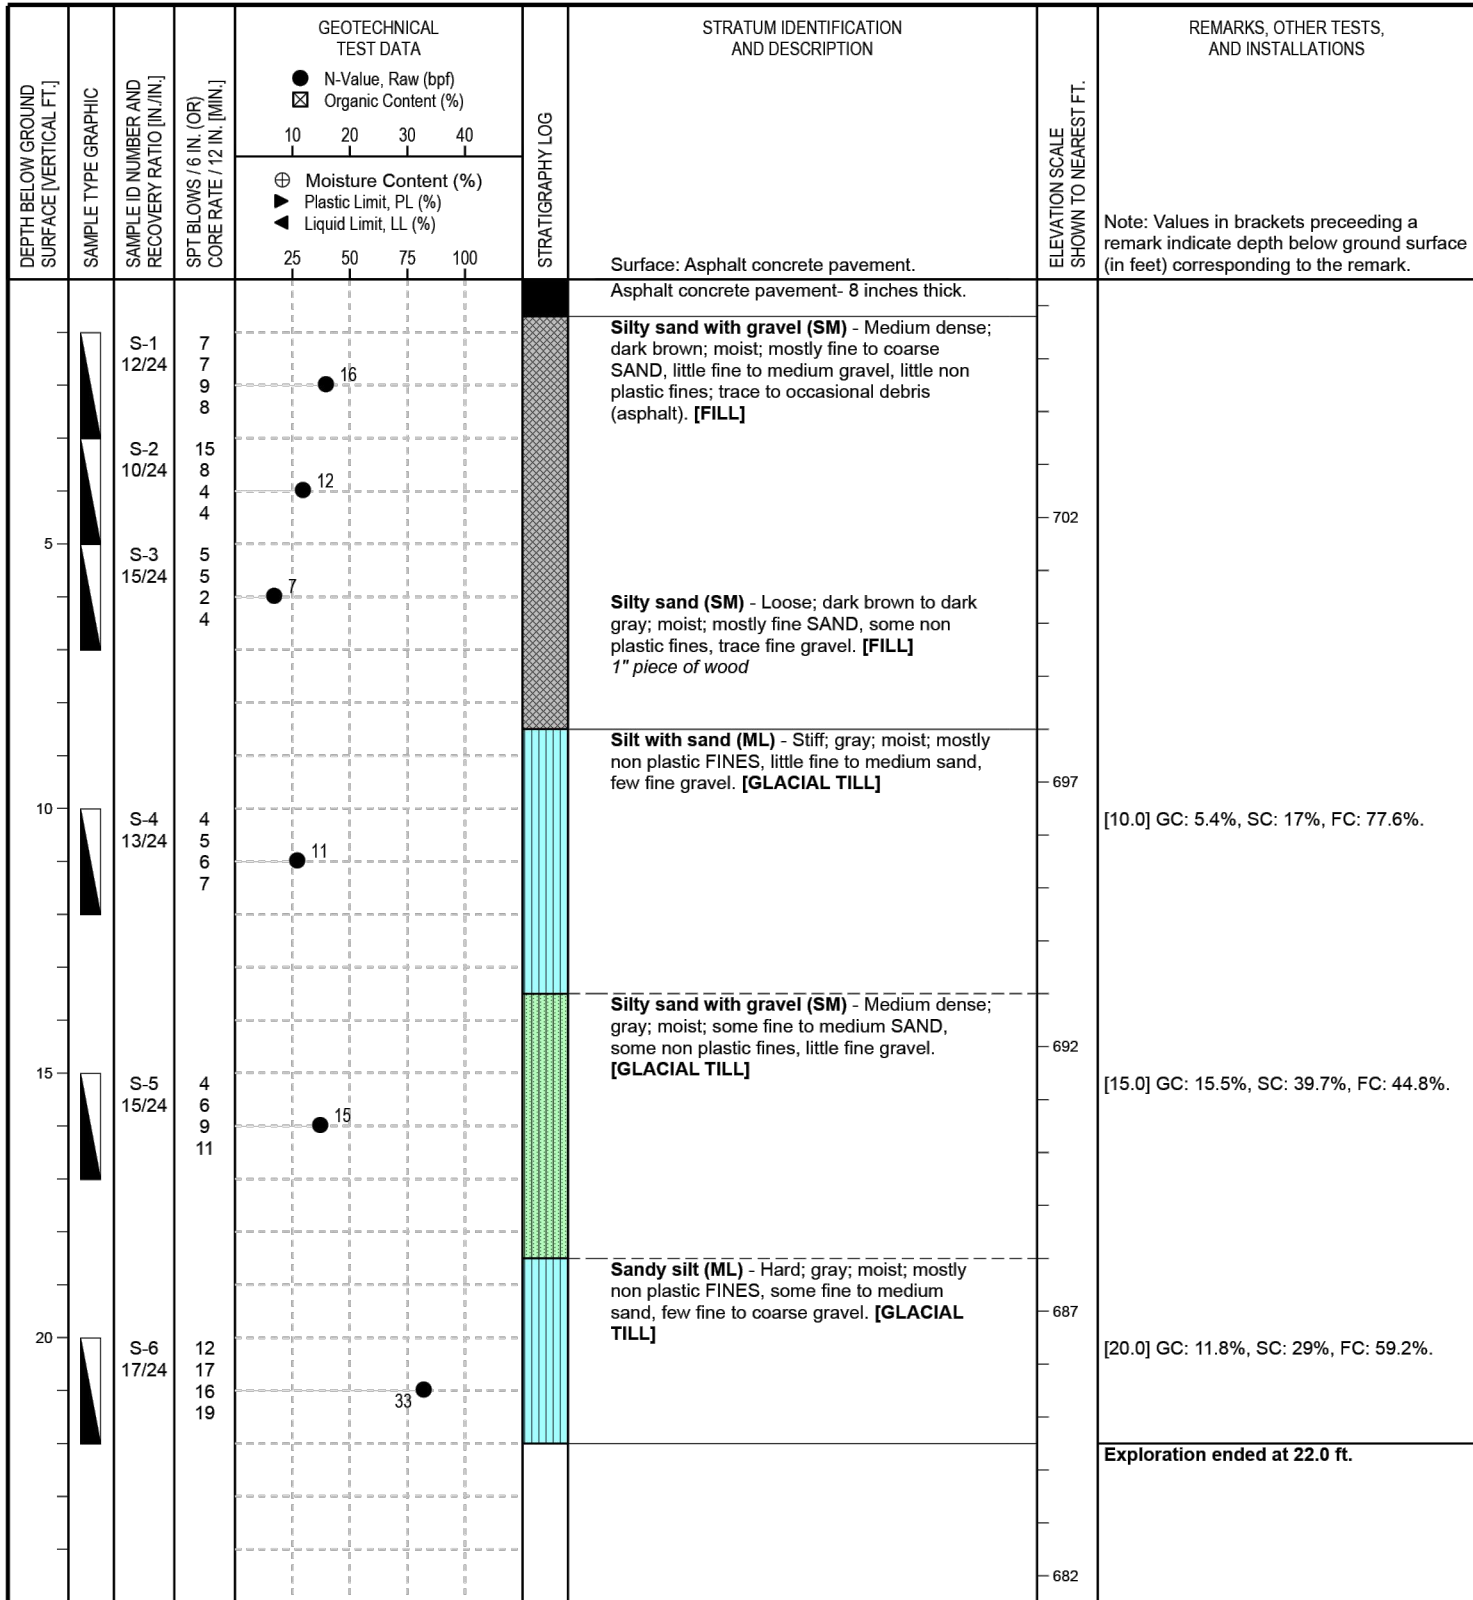 DEPTH BELOW GROUND
SURFACE [VERTICAL FT.]
SAMPLE TYPE GRAPHIC
SAMPLE ID NUMBER AND
RECOVERY RATIO [IN./IN.]
SPT BLOWS / 6 IN. (OR)
CORE RATE / 12 IN. [MIN.]
GEOTECHNICAL
TEST DATA
N-Value, Raw (bpf)
Organic Content (%)
10 20 30 40
Moisture Content (%)
Plastic Limit, PL (%)
Liquid Limit, LL (%)
25 50 75 100
STRATIGRAPHY LOG
STRATUM IDENTIFICATION
AND DESCRIPTION
Surface: Asphalt concrete pavement.
ELEVATION SCALE
SHOWN TO NEAREST FT.
REMARKS, OTHER TESTS,
AND INSTALLATIONS
Note: Values in brackets preceeding a
remark indicate depth below ground surface
(in feet) corresponding to the remark.
Asphalt concrete pavement- 8 inches thick.
S-1
12/24
7
7
9
8
16
Silty sand with gravel (SM) - Medium dense;
dark brown; moist; mostly fine to coarse
SAND, little fine to medium gravel, little non
plastic fines; trace to occasional debris
(asphalt). [FILL]
S-2
10/24
15
8
4
4
12
702
5
S-3
15/24
5
5
2
4
7
Silty sand (SM) - Loose; dark brown to dark
gray; moist; mostly fine SAND, some non
plastic fines, trace fine gravel. [FILL]
1" piece of wood
Silt with sand (ML) - Stiff; gray; moist; mostly
non plastic FINES, little fine to medium sand,
few fine gravel. [GLACIAL TILL]
697
10
S-4
13/24
4
5
6
7
11
[10.0] GC: 5.4%, SC: 17%, FC: 77.6%.
Silty sand with gravel (SM) - Medium dense;
gray; moist; some fine to medium SAND,
some non plastic fines, little fine gravel.
[GLACIAL TILL]
692
15
S-5
15/24
4
6
9
11
15
[15.0] GC: 15.5%, SC: 39.7%, FC: 44.8%.
Sandy silt (ML) - Hard; gray; moist; mostly
non plastic FINES, some fine to medium
sand, few fine to coarse gravel. [GLACIAL
TILL]
687
20
S-6
17/24
12
17
16
19
33
[20.0] GC: 11.8%, SC: 29%, FC: 59.2%.
Exploration ended at 22.0 ft.
682